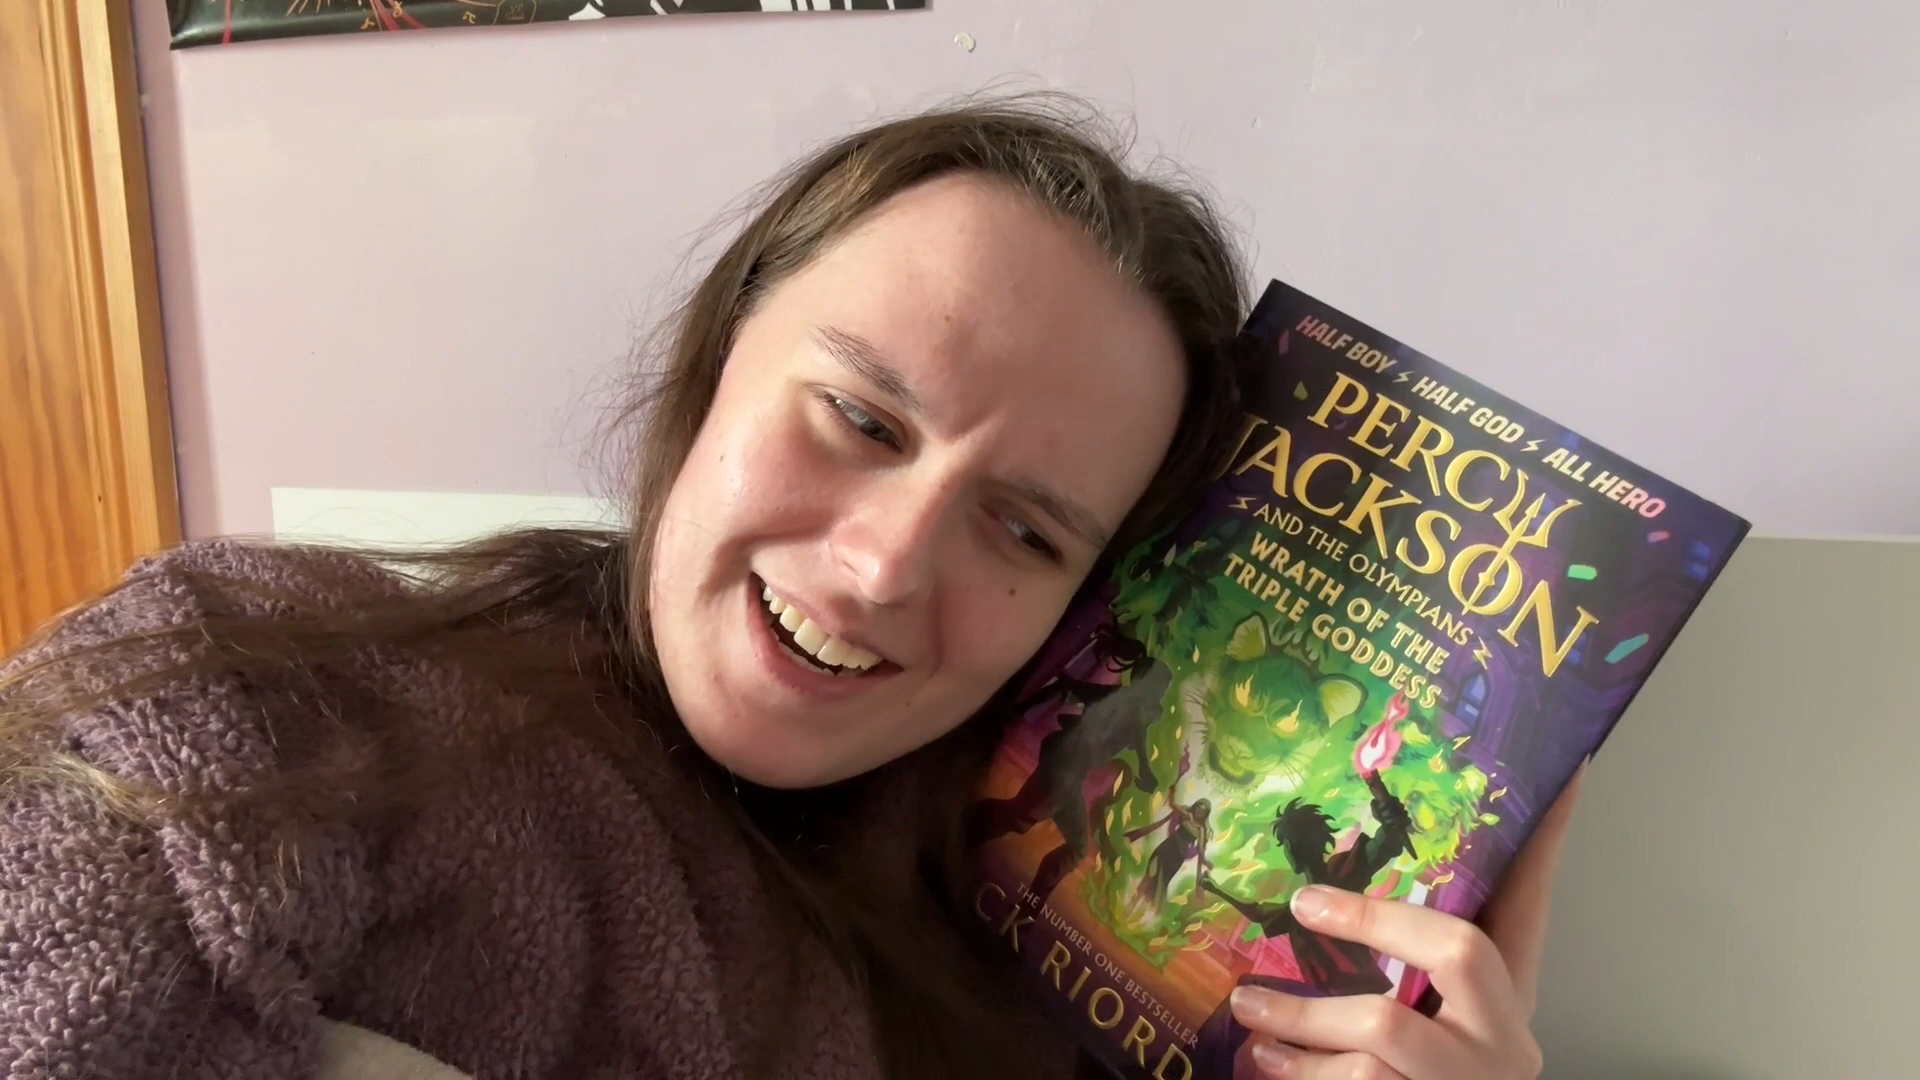 HALF BOY HALF GOD ALL HERO
PERCY
JACKSON
AND THE OLYMPIANS
WRATH OF THE
TRIPLE GODDESS
THE NUMBER ONE BESTSELLER
CK RIORD